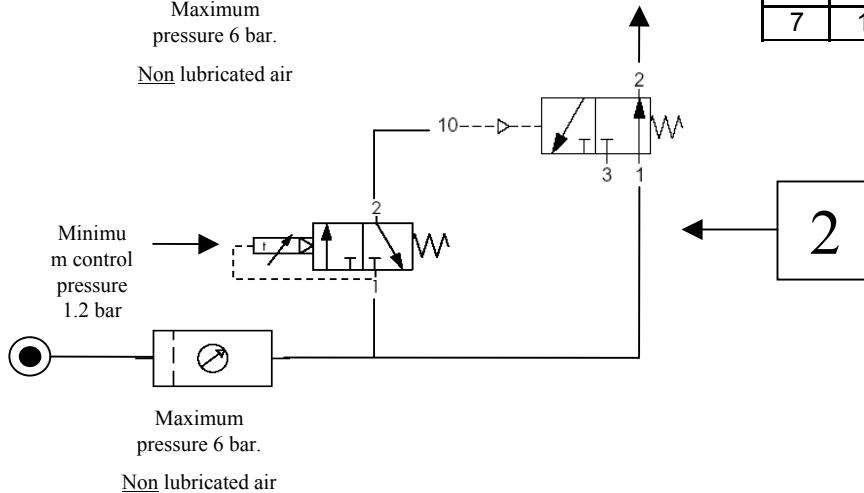 Maximum
pressure 6 bar.
Non lubricated air
7 1
2
10
3 1
2
Minimu
m control
pressure
1.2 bar
t
1
2
Maximum
pressure 6 bar.
Non lubricated air